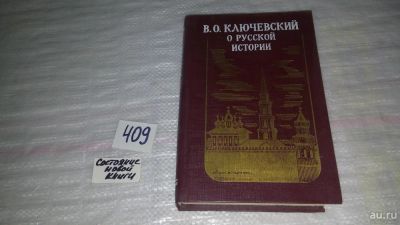 В.О. КЛЮЧЕВСКИЙ
О РУССКОЙ
ИСТОРИИ
409
Состояние
новой
книги
au.ru